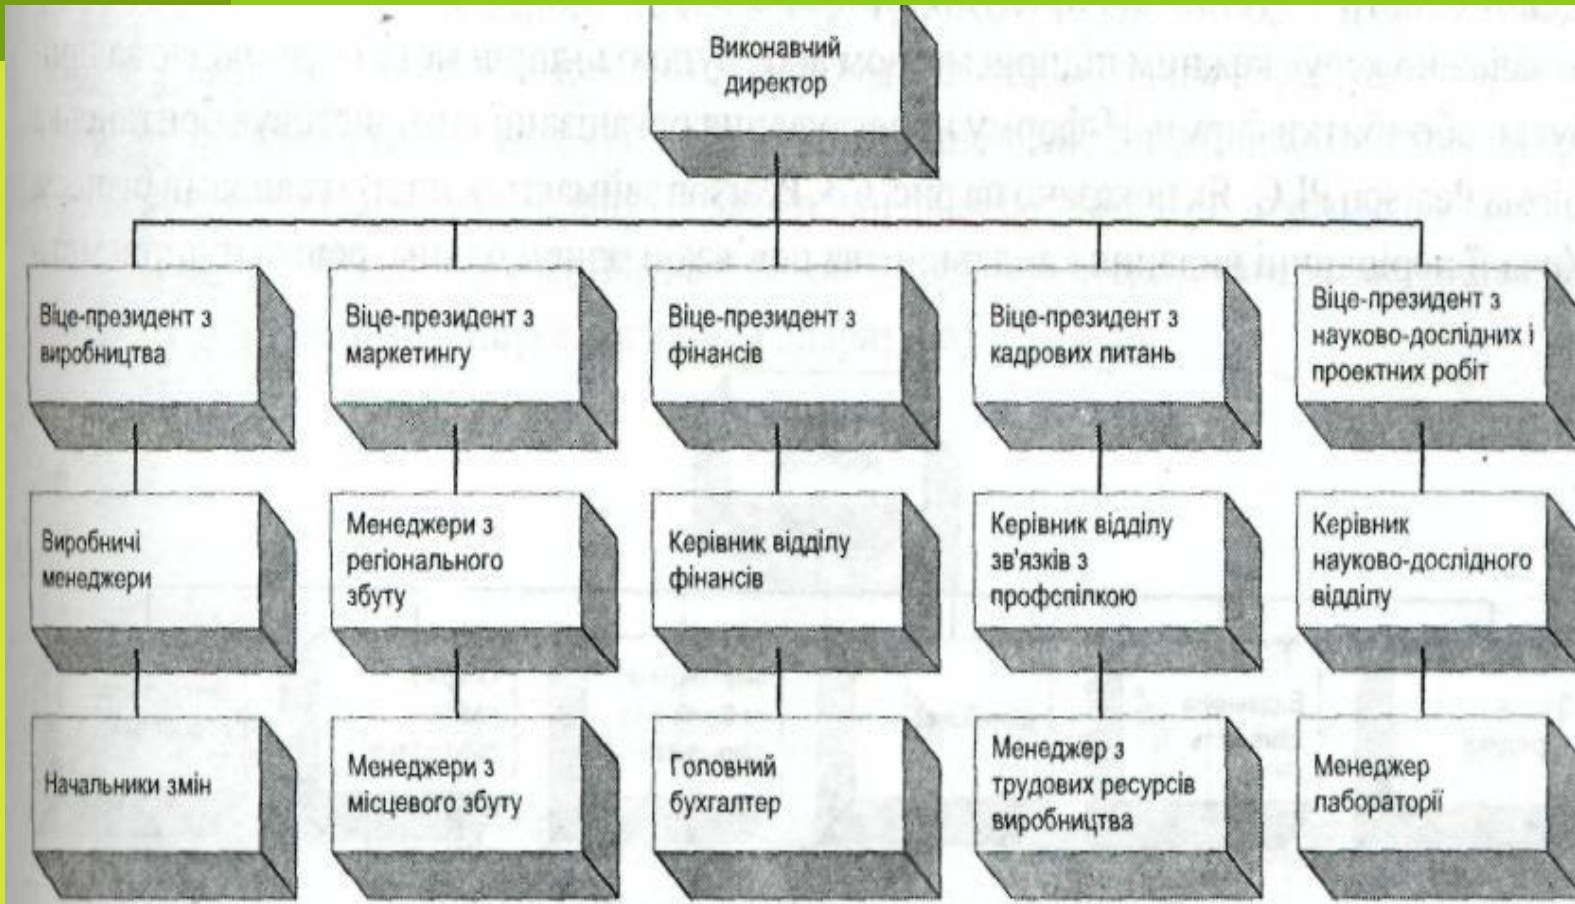 Виконавчий
директор
Віце-президент з
виробництва
Віце-президент з
маркетингу
Віце-президент з
фінансів
Віце-президент з
кадрових питань
Віце-президент з
науково-дослідних і
проектних робіт
Виробничі
менеджери
Менеджери з
регіонального
збуту
Керівник відділу
фінансів
Керівник відділу
зв'язків з
профспілкою
Керівник
науково-дослідного
відділу
Начальники змін
Менеджери з
місцевого збуту
Головний
бухгалтер
Менеджер з
трудових ресурсів
виробництва
Менеджер
лабораторії